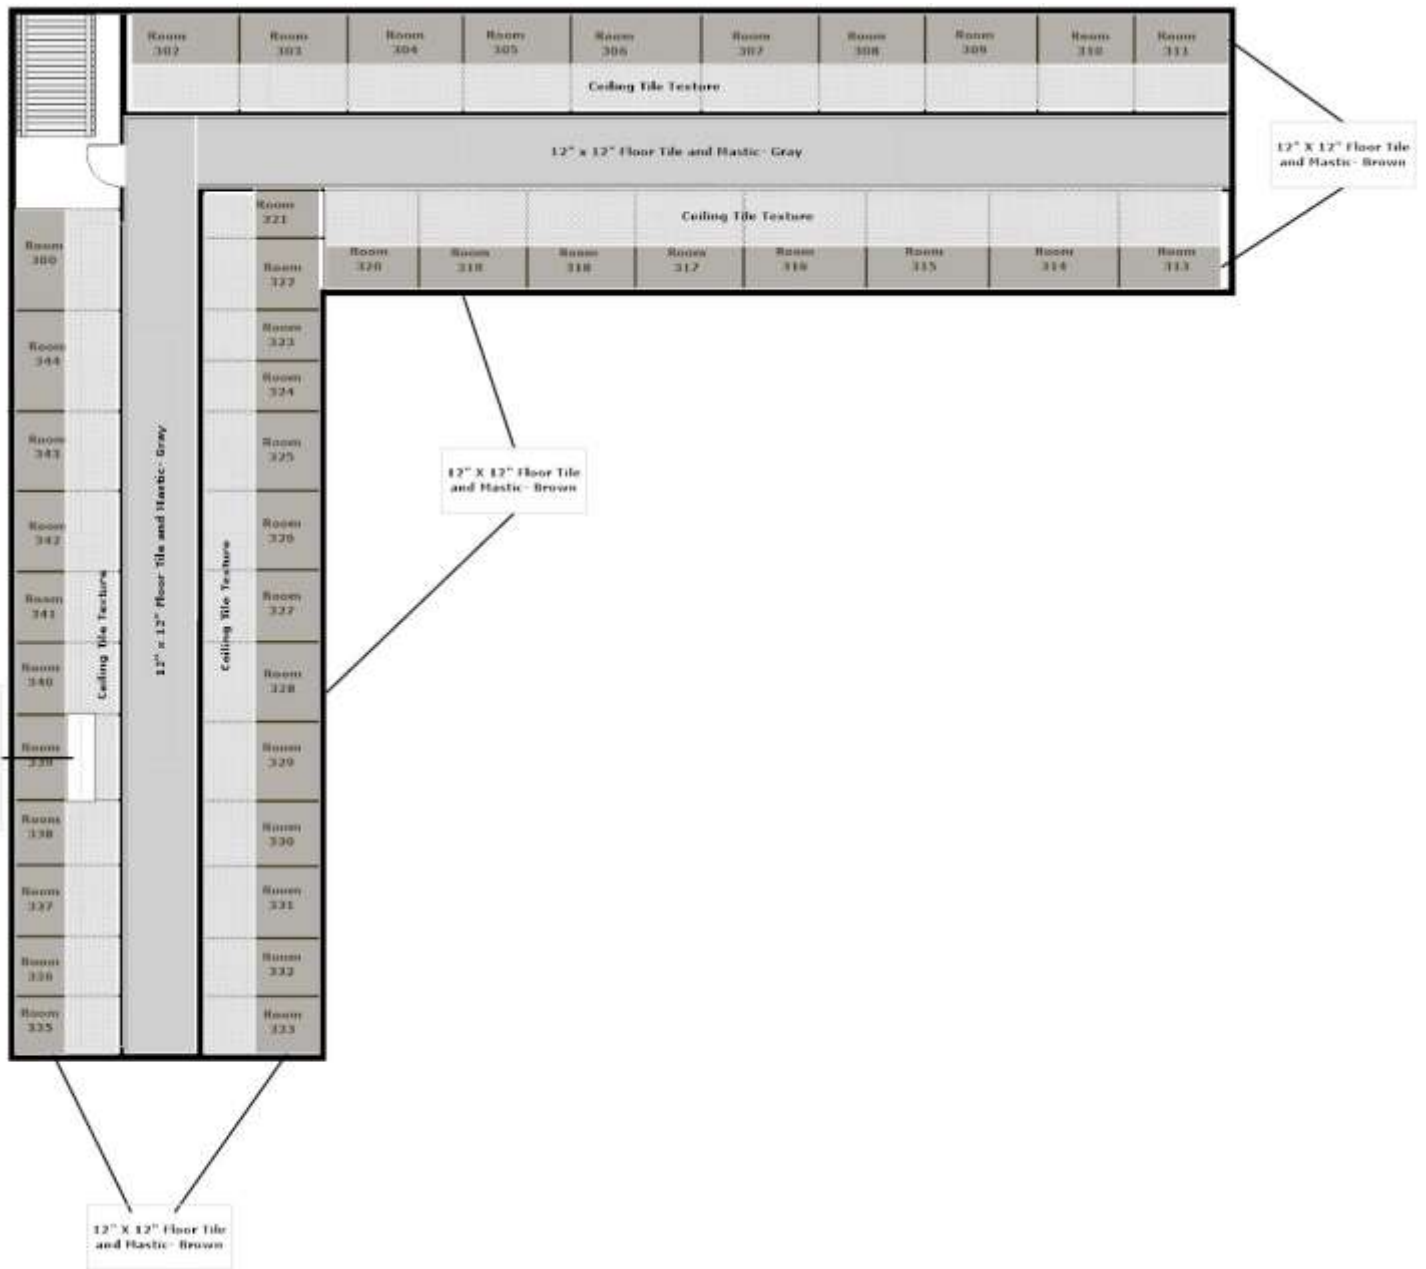 Room
302
Room
303
Room
304
Room
305
Room
306
Room
307
Room
308
Room
309
Room
310
Room
311
Ceiling Tile Texture
12" x 12" Floor Tile and Mastic- Gray
12" X 12" Floor Tile
and Mastic- Brown
Ceiling Tile Texture
Room
320
Room
319
Room
318
Room
317
Room
316
Room
315
Room
314
Room
313
Room
321
Room
322
Room
323
Room
324
Room
325
Room
326
Room
327
Room
328
Room
329
Room
330
Room
331
Room
332
Room
333
Room
300
Room
344
Room
343
Room
342
Room
341
Room
340
Room
339
Room
338
Room
337
Room
336
Room
335
Ceiling Tile Texture
12" x 12" Floor Tile and Mastic- Gray
Ceiling Tile Texture
12" X 12" Floor Tile
and Mastic- Brown
12" X 12" Floor Tile
and Mastic- Brown